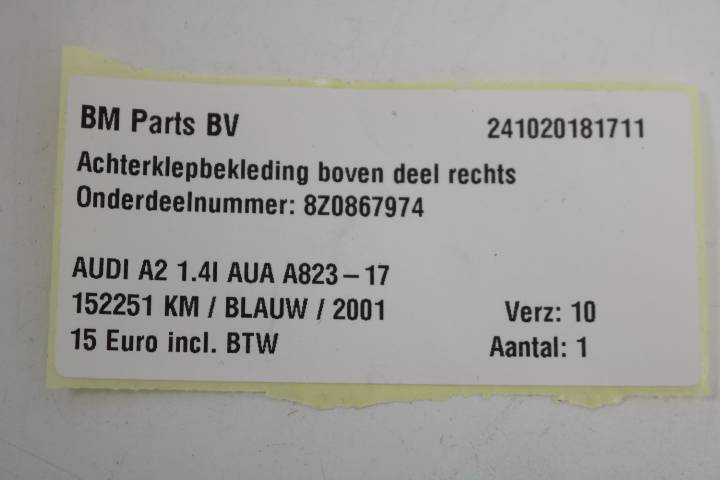 BM Parts BV 241020181711
Achterklepbekleding boven deel rechts
Onderdeelnummer: 8Z0867974
AUDI A2 1.4I AUA A823-17
152251 KM / BLAUW / 2001 Verz: 10
15 Euro incl. BTW Aantal: 1